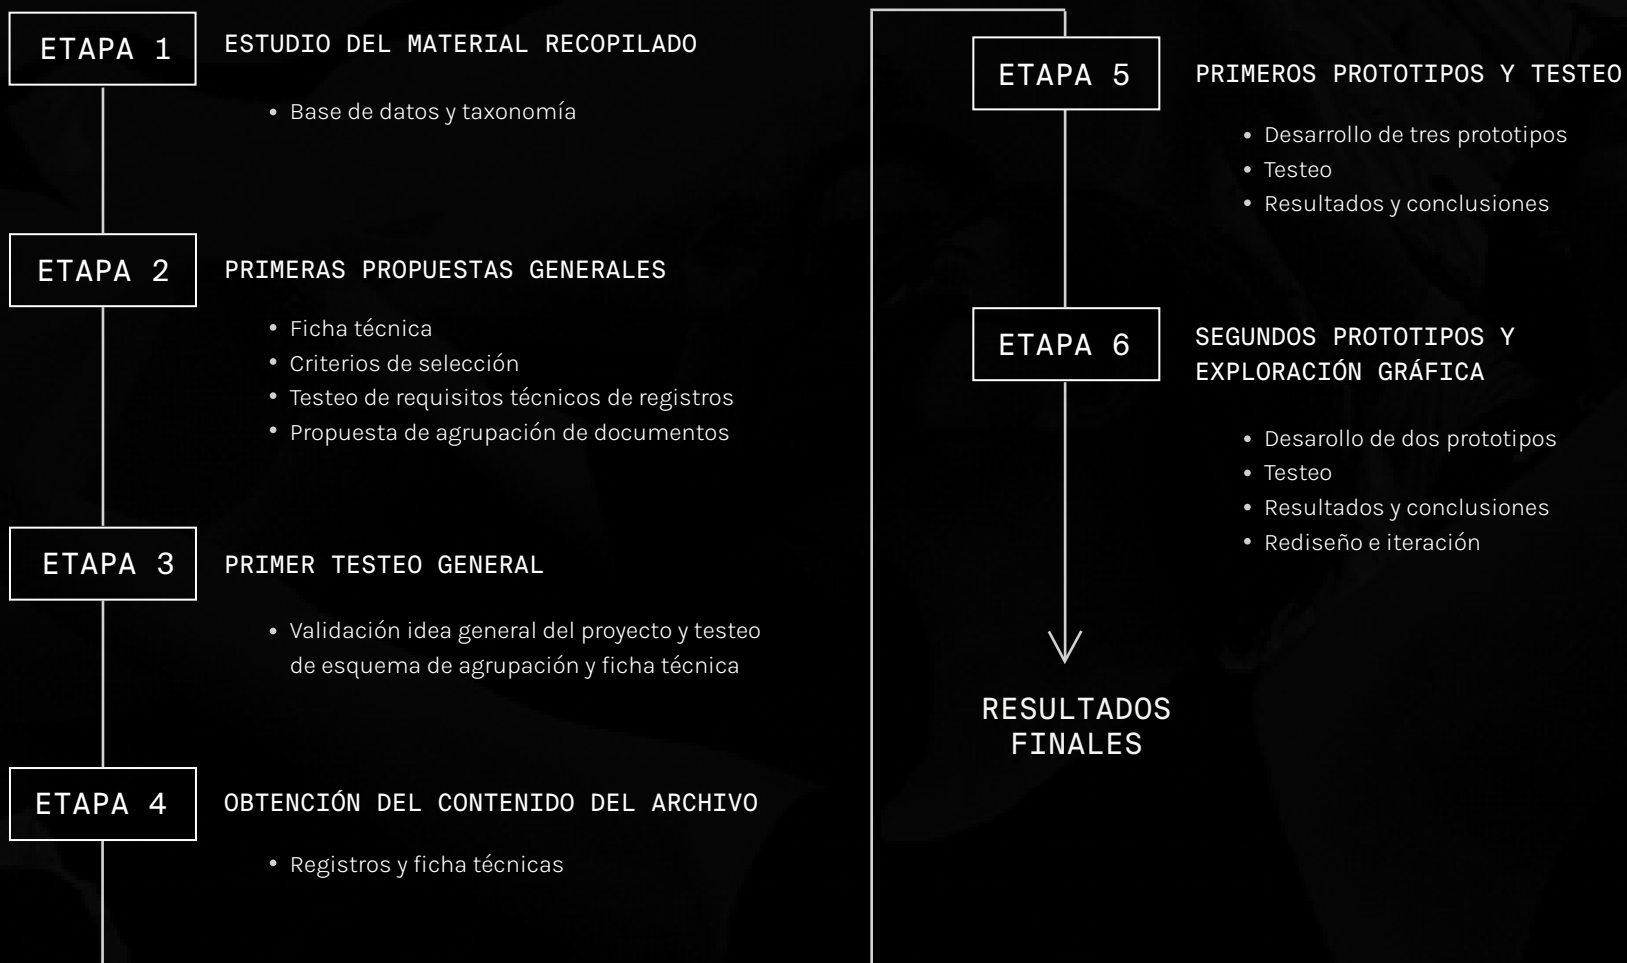 ETAPA 1
ESTUDIO DEL MATERIAL RECOPILADO
• Base de datos y taxonomía
ETAPA 2
PRIMERAS PROPUESTAS GENERALES
• Ficha técnica
• Criterios de selección
• Testeo de requisitos técnicos de registros
• Propuesta de agrupación de documentos
ETAPA 3
PRIMER TESTEO GENERAL
• Validación idea general del proyecto y testeo
de esquema de agrupación y ficha técnica
ETAPA 4
OBTENCIÓN DEL CONTENIDO DEL ARCHIVO
• Registros y ficha técnicas
ETAPA 5
PRIMEROS PROTOTIPOS Y TESTEO
• Desarrollo de tres prototipos
• Testeo
• Resultados y conclusiones
ETAPA 6
SEGUNDOS PROTOTIPOS Y
EXPLORACIÓN GRÁFICA
• Desarollo de dos prototipos
• Testeo
• Resultados y conclusiones
• Rediseño e iteración
RESULTADOS
FINALES